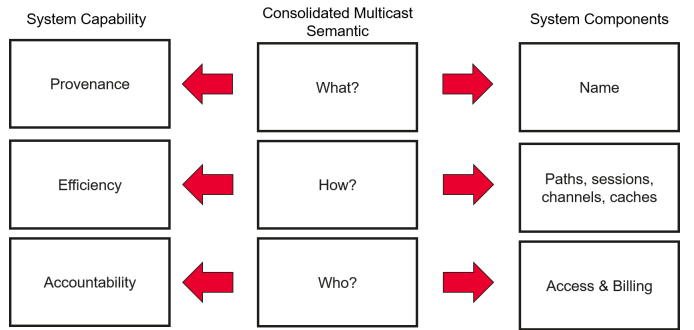 System Capability
Consolidated Multicast
Semantic
System Components
Provenance
What?
Name
Efficiency
How?
Paths, sessions,
channels, caches
Accountability
Who?
Access & Billing